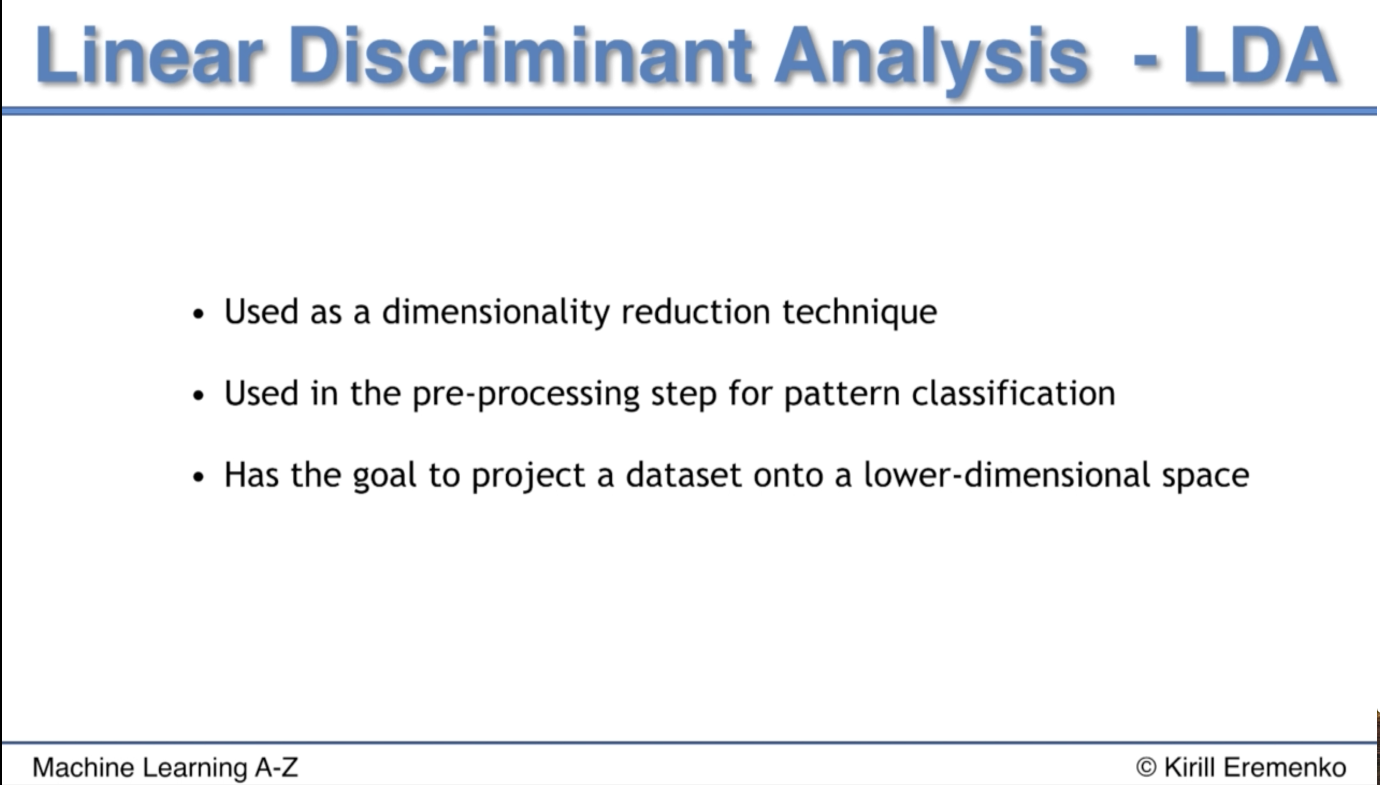 Linear Discriminant Analysis - LDA
• Used as a dimensionality reduction technique
• Used in the pre-processing step for pattern classification
• Has the goal to project a dataset onto a lower-dimensional space
Machine Learning A-Z
© Kirill Eremenko